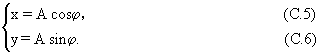 x = A cosφ, (C.5)
y = A sinφ. (C.6)